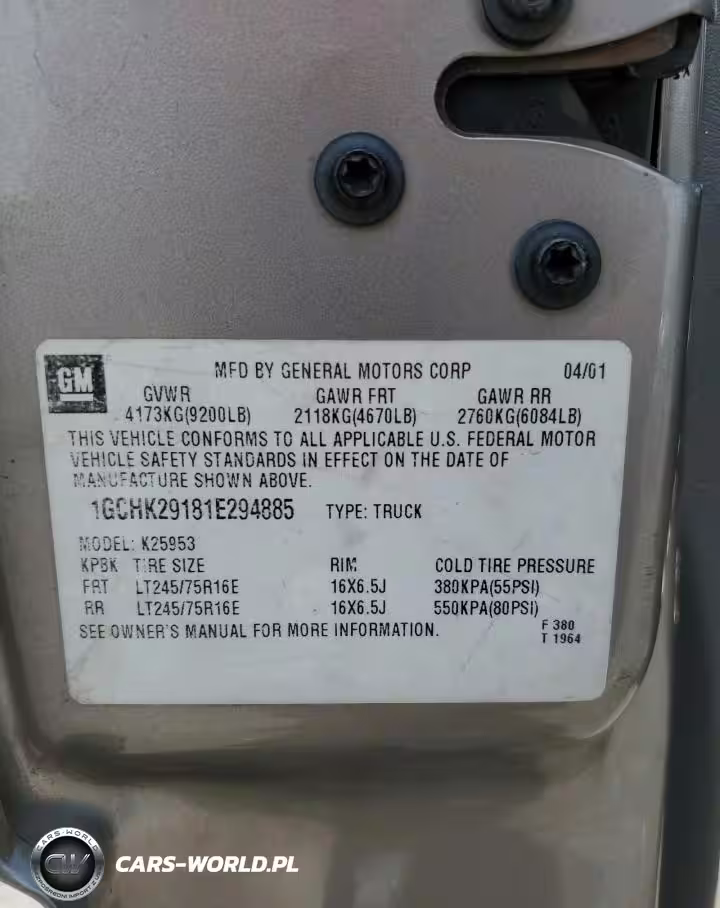 GM
MFD BY GENERAL MOTORS CORP 04/01
GVWR GAWR FRT GAWR RR
4173KG(9200LB) 2118KG(4670LB) 2760KG(6084LB)
THIS VEHICLE CONFORMS TO ALL APPLICABLE U.S. FEDERAL MOTOR
VEHICLE SAFETY STANDARDS IN EFFECT ON THE DATE OF
MANUFACTURE SHOWN ABOVE.
1GCHK29181E294885 TYPE: TRUCK
MODEL: K25953
KPBK TIRE SIZE RIM COLD TIRE PRESSURE
FRT LT245/75R16E 16X6.5J 380KPA(55PSI)
RR LT245/75R16E 16X6.5J 550KPA(80PSI)
SEE OWNER'S MANUAL FOR MORE INFORMATION.
F 380
T 1964
CARS-WORLD
CW
CARS-WORLD.PL